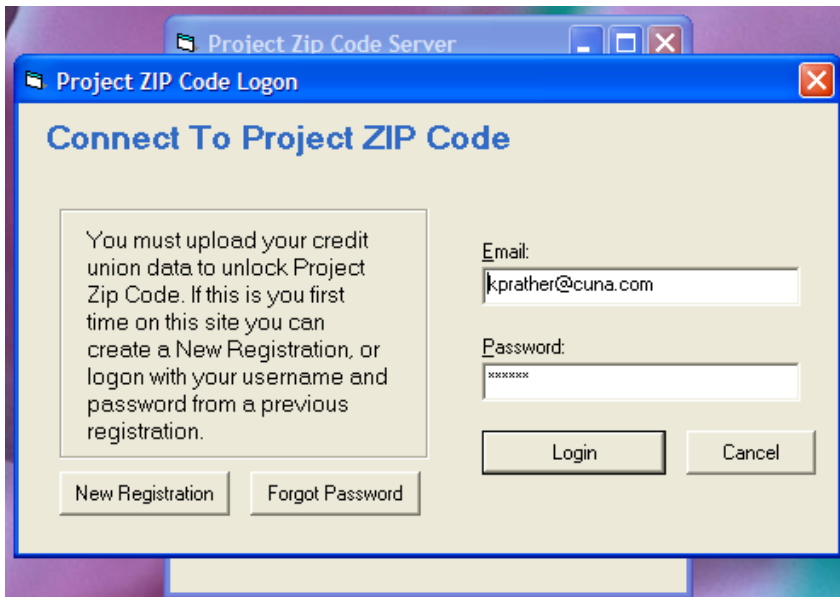 Project Zip Code Server
Project ZIP Code Logon
Connect To Project ZIP Code
You must upload your credit
union data to unlock Project
Zip Code. If this is you first
time on this site you can
create a New Registration, or
logon with your username and
password from a previous
registration.
Email:
kprather@cuna.com
Password:
××××××
Login
Cancel
New Registration
Forgot Password